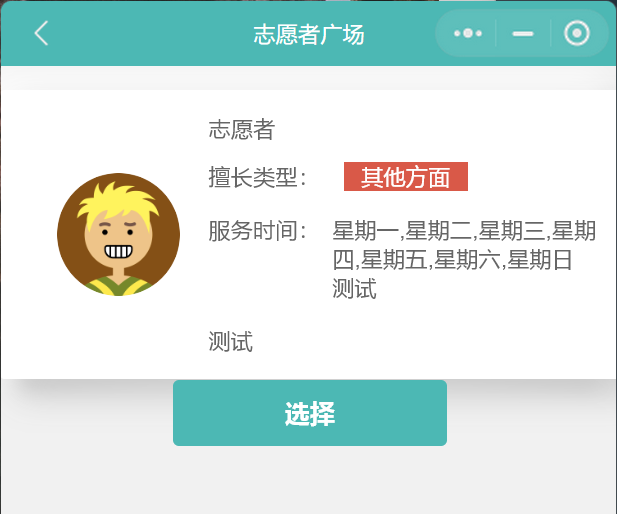 志愿者广场
志愿者
擅长类型： 其他方面
服务时间： 星期一,星期二,星期三,星期
四,星期五,星期六,星期日
测试
测试
选择